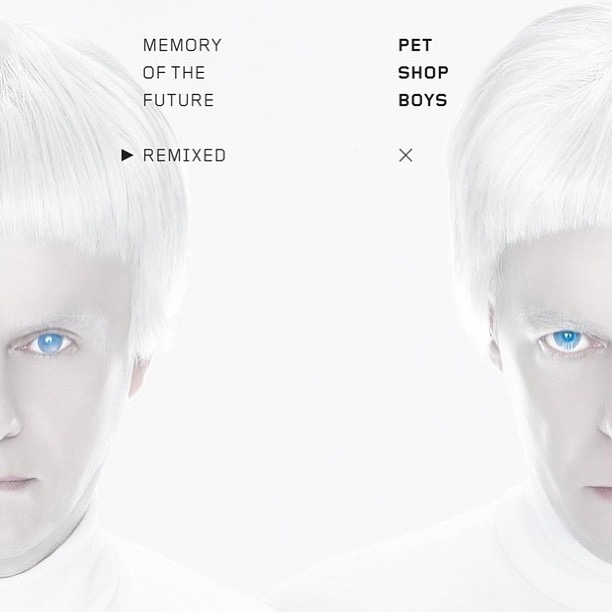 MEMORY
OF THE
FUTURE
▶ REMIXED
PET
SHOP
BOYS
×